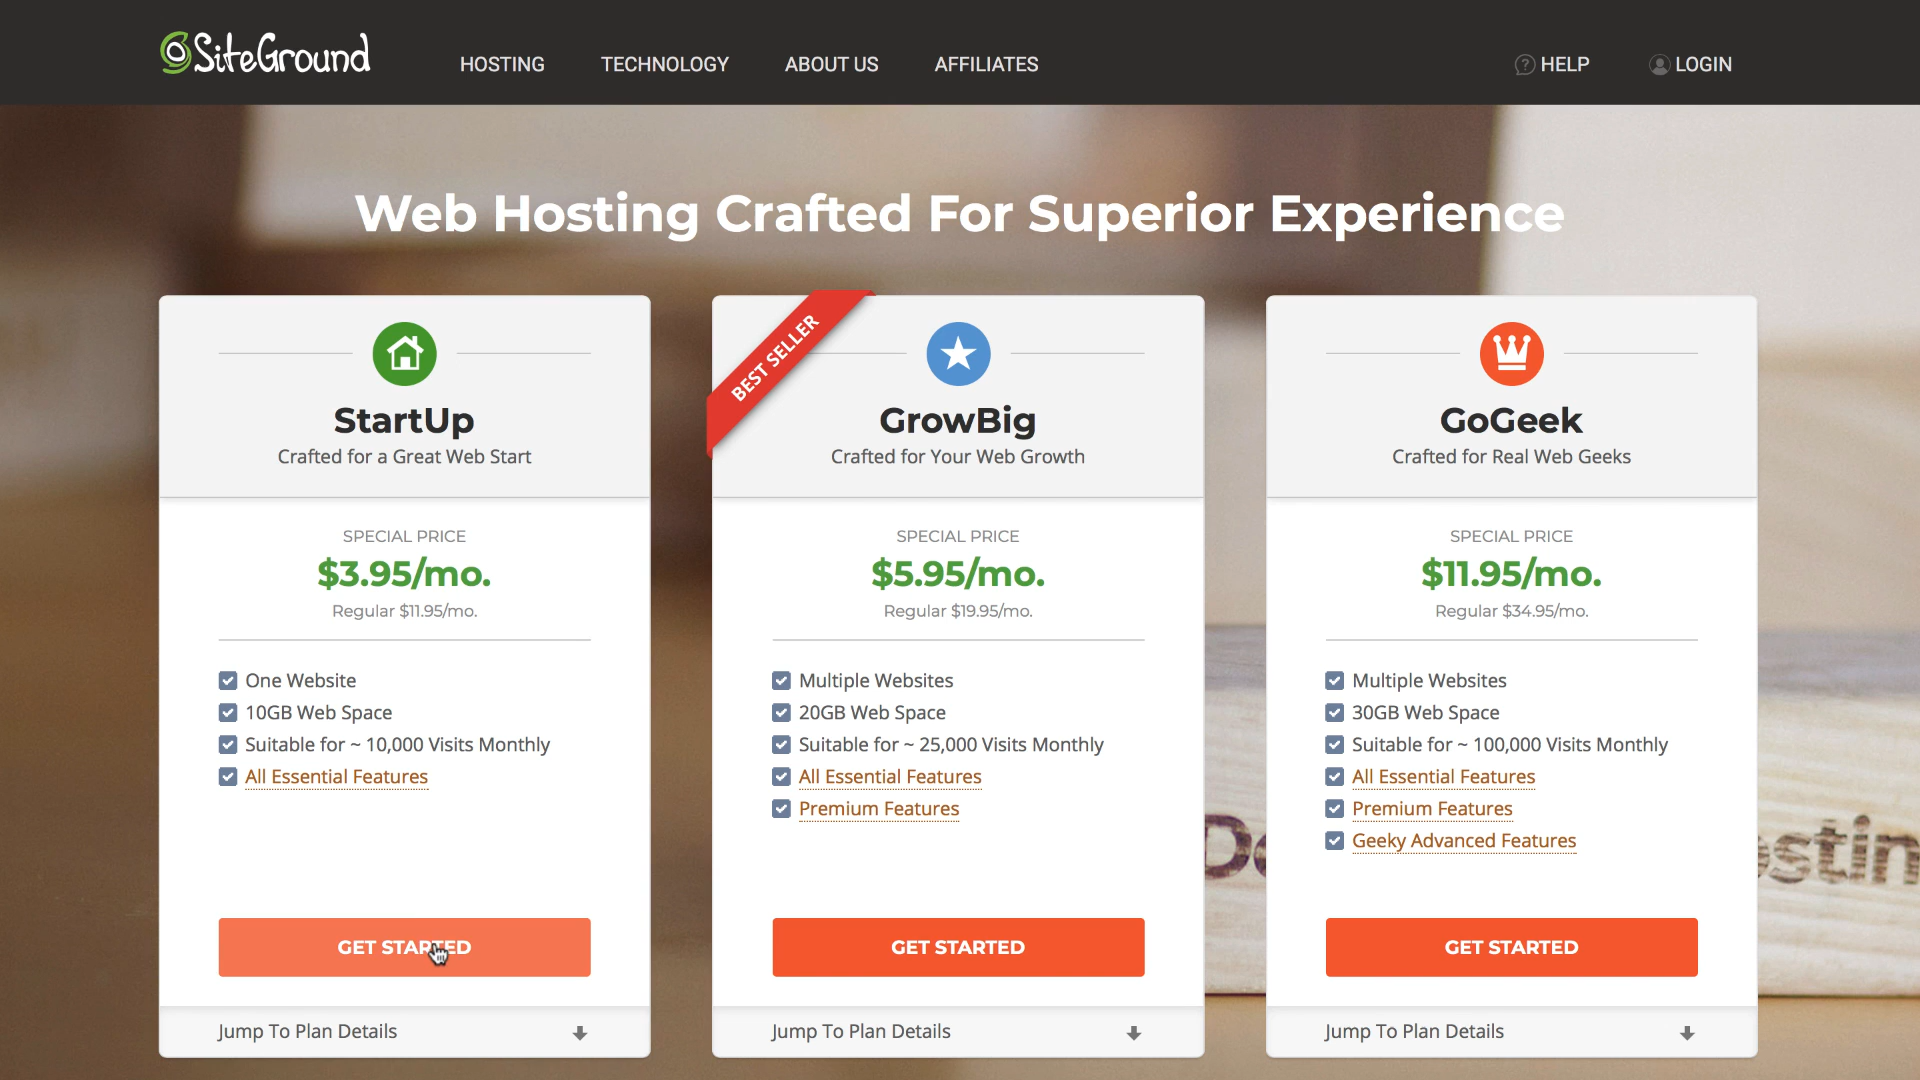 SiteGround
HOSTING
TECHNOLOGY
ABOUT US
AFFILIATES
HELP
LOGIN
Web Hosting Crafted For Superior Experience
StartUp
Crafted for a Great Web Start
SPECIAL PRICE
$3.95/mo.
Regular $11.95/mo.
One Website
10GB Web Space
Suitable for ~ 10,000 Visits Monthly
All Essential Features
GET STARTED
Jump To Plan Details
BEST SELLER
GrowBig
Crafted for Your Web Growth
SPECIAL PRICE
$5.95/mo.
Regular $19.95/mo.
Multiple Websites
20GB Web Space
Suitable for ~ 25,000 Visits Monthly
All Essential Features
Premium Features
GET STARTED
Jump To Plan Details
GoGeek
Crafted for Real Web Geeks
SPECIAL PRICE
$11.95/mo.
Regular $34.95/mo.
Multiple Websites
30GB Web Space
Suitable for ~ 100,000 Visits Monthly
All Essential Features
Premium Features
Geeky Advanced Features
GET STARTED
Jump To Plan Details